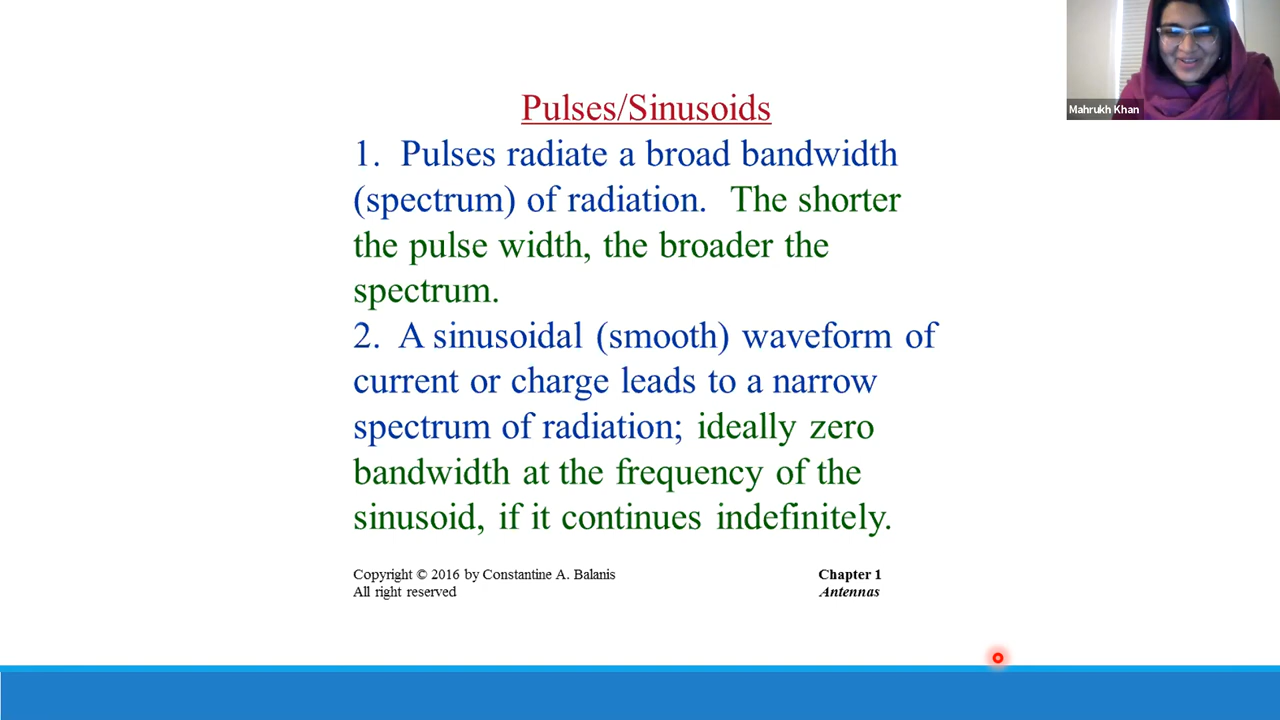 Mahrukh Khan
Pulses/Sinusoids
1. Pulses radiate a broad bandwidth
(spectrum) of radiation. The shorter
the pulse width, the broader the
spectrum.
2. A sinusoidal (smooth) waveform of
current or charge leads to a narrow
spectrum of radiation; ideally zero
bandwidth at the frequency of the
sinusoid, if it continues indefinitely.
Copyright © 2016 by Constantine A. Balanis
All right reserved
Chapter 1
Antennas